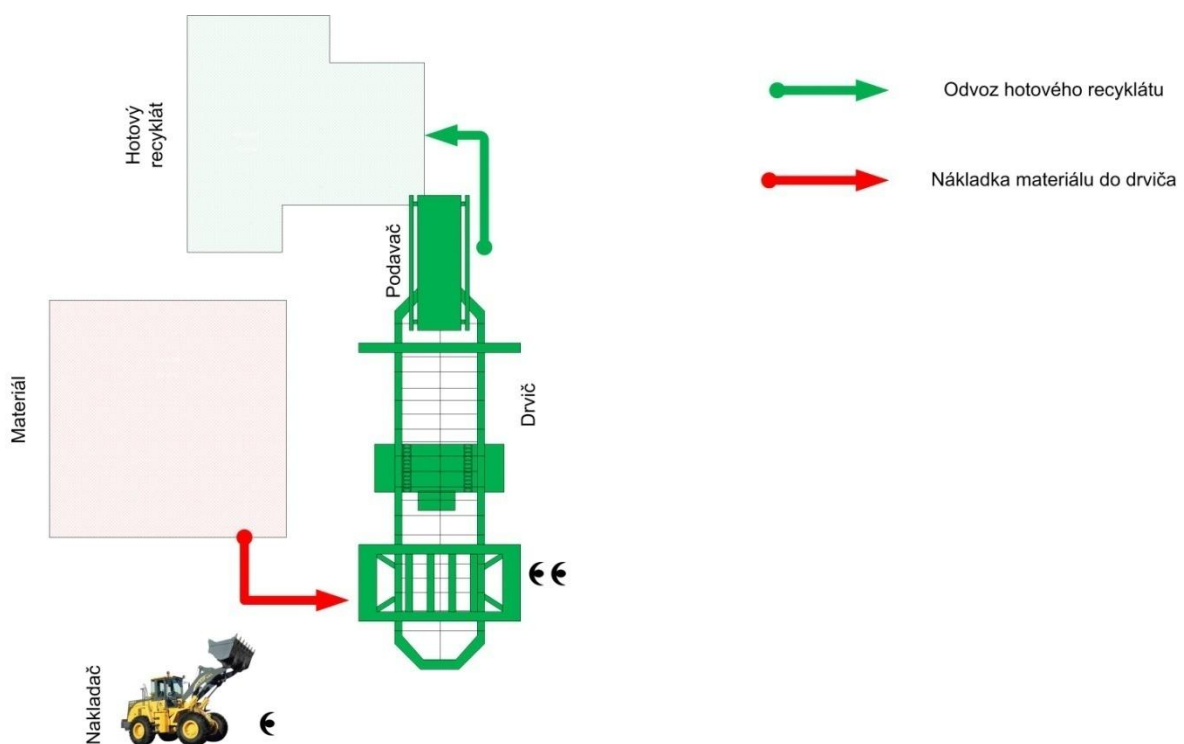 Hotový
recyklát
Odvoz hotového recyklátu
Nákladka materiálu do drviča
Podavač
Materiál
Drvič
Nakladač